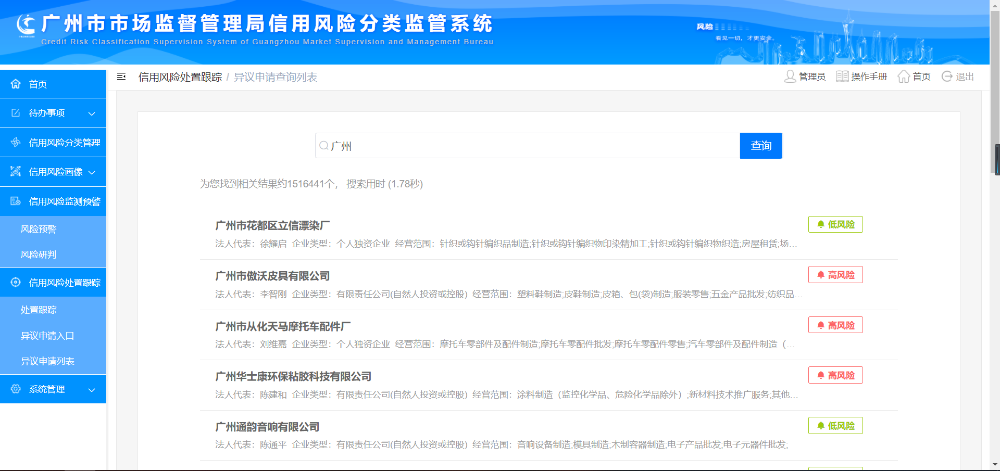 广州市市场监督管理局信用风险分类监管系统
Credit Risk Classification Supervision System of Guangzhou Market Supervision and Management Bureau
风险
看见一切，才更安全。
首页
待办事项
信用风险分类管理
信用风险画像
信用风险监测预警
风险预警
风险研判
信用风险处置跟踪
处置跟踪
异议申请入口
异议申请列表
系统管理
信用风险处置跟踪 / 异议申请查询列表
管理员 操作手册 首页 退出
广州 查询
为您找到相关结果约1516441个， 搜索用时 (1.78秒)
广州市花都区立信漂染厂 低风险
法人代表：徐耀启 企业类型：个人独资企业 经营范围：针织或钩针编织品制造;针织或钩针编织物印染精加工;针织或钩针编织物织造;房屋租赁;场...
广州市傲沃皮具有限公司 高风险
法人代表：李智刚 企业类型：有限责任公司(自然人投资或控股) 经营范围：塑料鞋制造;皮鞋制造;皮箱、包(袋)制造;服装零售;五金产品批发;纺织品...
广州市从化天马摩托车配件厂 高风险
法人代表：刘维嘉 企业类型：个人独资企业 经营范围：摩托车零部件及配件制造;摩托车零配件批发;摩托车零配件零售;汽车零部件及配件制造（...
广州华士康环保粘胶科技有限公司 高风险
法人代表：陈建和 企业类型：有限责任公司(自然人投资或控股) 经营范围：涂料制造（监控化学品、危险化学品除外）;新材料技术推广服务;其他...
广州通韵音响有限公司 低风险
法人代表：陈通平 企业类型：有限责任公司(自然人投资或控股) 经营范围：音响设备制造;模具制造;木制容器制造;电子产品批发;电子元器件批发;